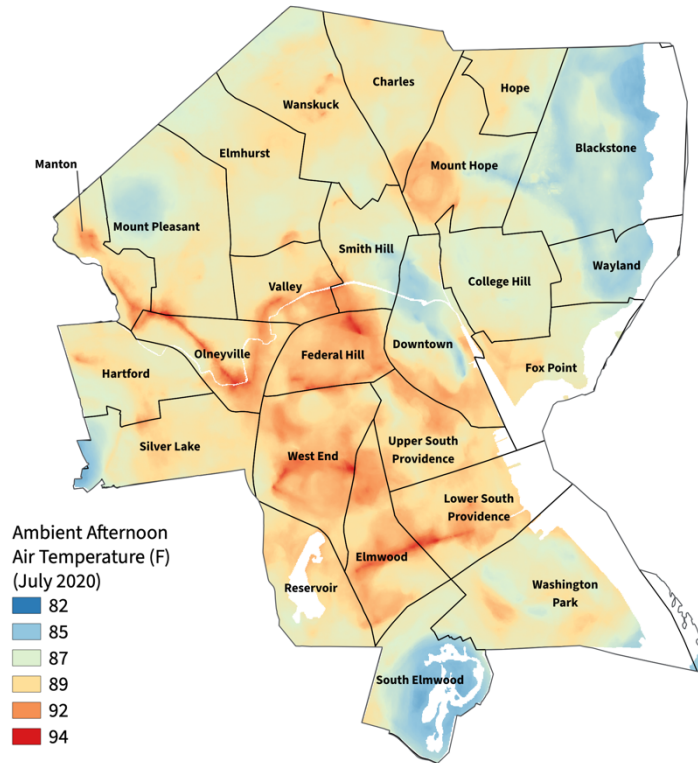 Charles
Hope
Wanskuck
Blackstone
Elmhurst
Manton
Mount Hope
Mount Pleasant
Smith Hill
College Hill
Wayland
Valley
Downtown
Olneyville
Federal Hill
Fox Point
Hartford
Silver Lake
West End
Upper South
Providence
Lower South
Providence
Elmwood
Reservoir
Washington
Park
South Elmwood
Ambient Afternoon
Air Temperature (F)
(July 2020)
82
85
87
89
92
94